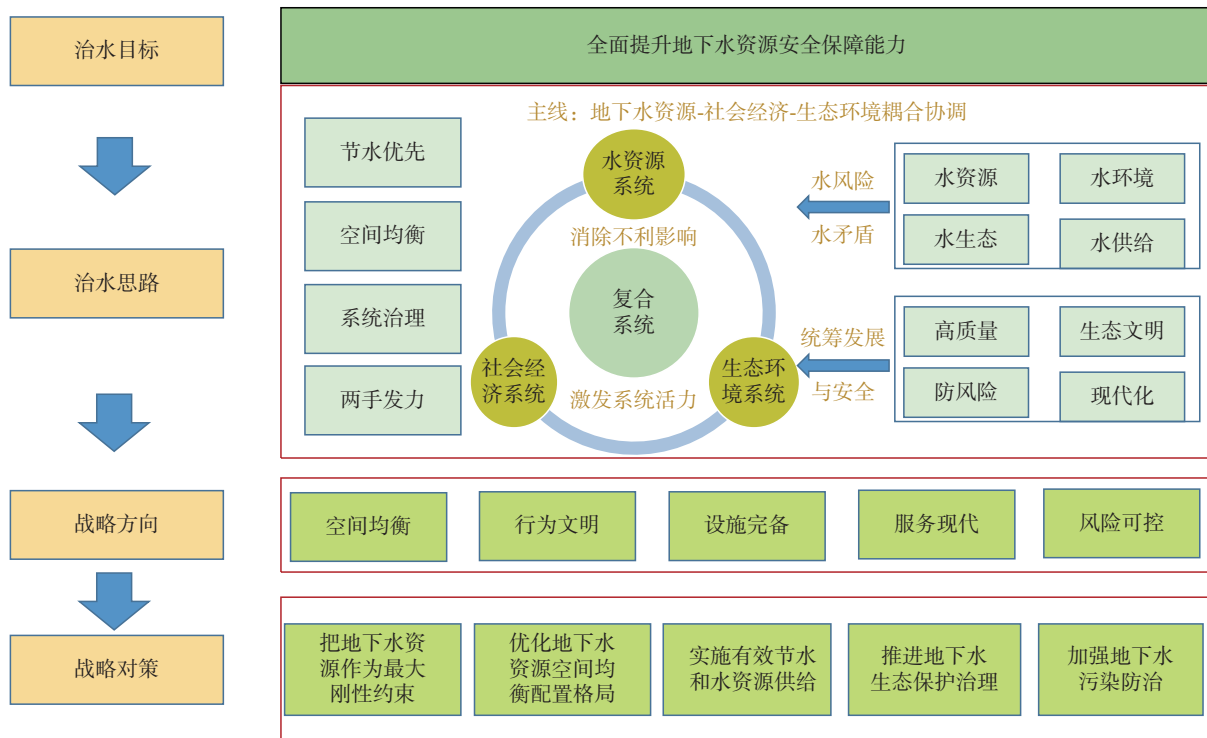 治水目标
全面提升地下水资源安全保障能力
治水思路
主线：地下水资源-社会经济-生态环境耦合协调
节水优先
空间均衡
系统治理
两手发力
水资源
系统
消除不利影响
复合
系统
社会经
济系统
激发系统活力
生态环
境系统
水风险
水矛盾
水资源
水环境
水生态
水供给
统筹发展
与安全
高质量
生态文明
防风险
现代化
战略方向
空间均衡
行为文明
设施完备
服务现代
风险可控
战略对策
把地下水资
源作为最大
刚性约束
优化地下水
资源空间均
衡配置格局
实施有效节水
和水资源供给
推进地下水
生态保护治理
加强地下水
污染防治